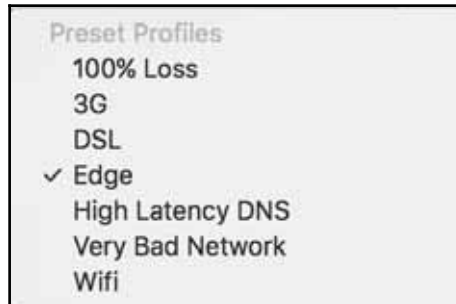 Preset Profiles
100% Loss
3G
DSL
✓ Edge
High Latency DNS
Very Bad Network
Wifi